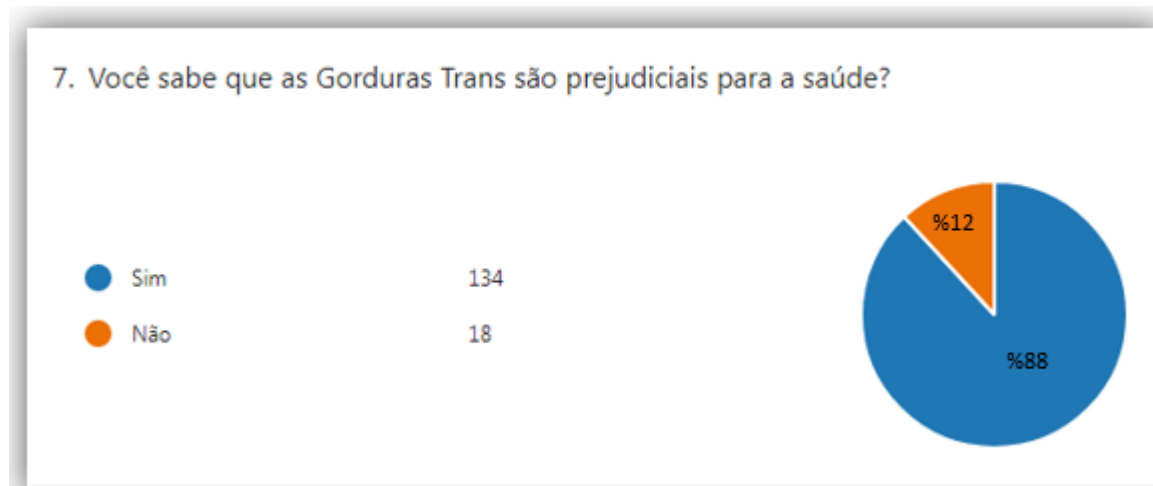 7. Você sabe que as Gorduras Trans são prejudiciais para a saúde?
%12
Sim 134
Não 18
%88